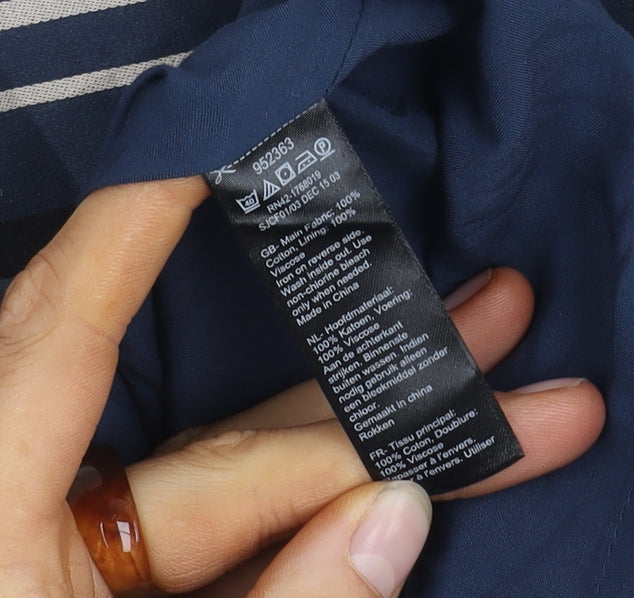 952363
40 P
RN42-1768019
SJCF01/03 DEC 15 03
GB- Main Fabric: 100%
Cotton, Lining: 100%
Viscose
Iron on reverse side.
Wash inside out. Use
non-chlorine bleach
only when needed.
Made in China
NL- Hoofdmateriaal:
100% Katoen, Voering:
100% Viscose
Aan de achterkant
strijken. Binnenste
buiten wassen. Indien
nodig gebruik alleen
een bleekmiddel zonder
chloor.
Gemaakt in china
Rokken
FR- Tissu principal:
100% Coton, Doublure:
100% Viscose
Repasser à l'envers.
à l'envers. Utiliser